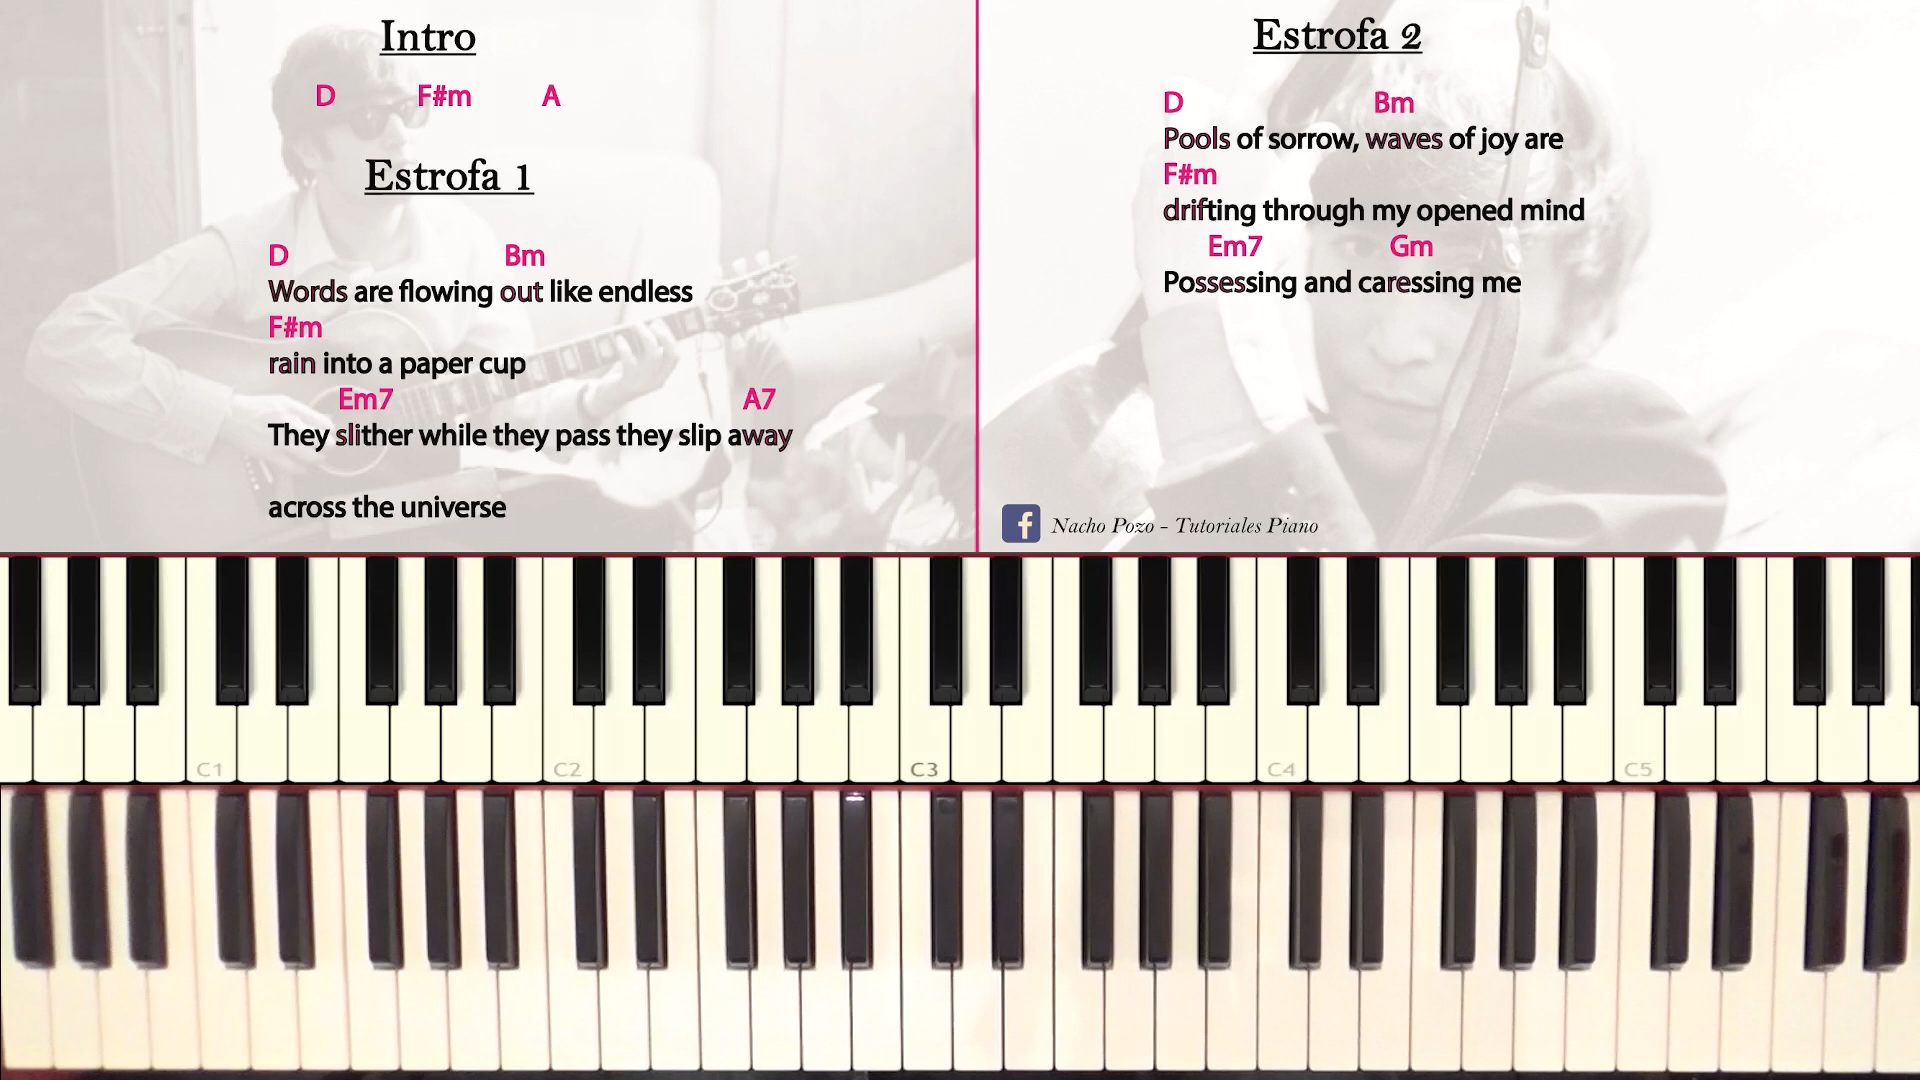 Intro
D F#m A
Estrofa 1
D Bm
Words are flowing out like endless
F#m
rain into a paper cup
Em7 A7
They slither while they pass they slip away
across the universe
Estrofa 2
D Bm
Pools of sorrow, waves of joy are
F#m
drifting through my opened mind
Em7 Gm
Possessing and caressing me
f Nacho Pozo - Tutoriales Piano
C1 C2 C3 C4 C5